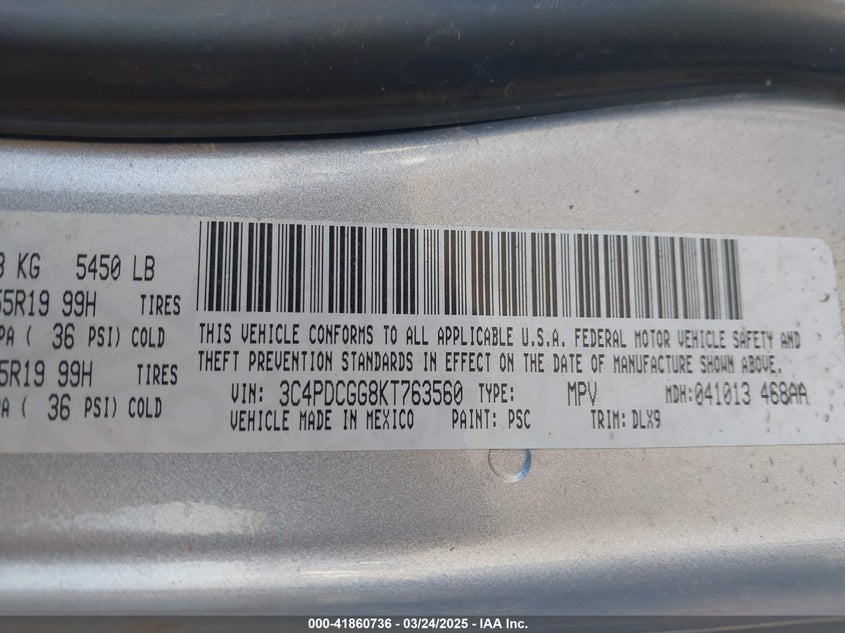 3 KG 5450 LB
55R19 99H TIRES
PA ( 36 PSI) COLD
5R19 99H TIRES
PA ( 36 PSI) COLD
THIS VEHICLE CONFORMS TO ALL APPLICABLE U.S.A. FEDERAL MOTOR VEHICLE SAFETY AND
THEFT PREVENTION STANDARDS IN EFFECT ON THE DATE OF MANUFACTURE SHOWN ABOVE.
VIN: 3C4PDCGG8KT763560 TYPE: MPV MDH: 041013 468AA
VEHICLE MADE IN MEXICO PAINT: PSC TRIM: DLX9
000-41860736 - 03/24/2025 - IAA Inc.